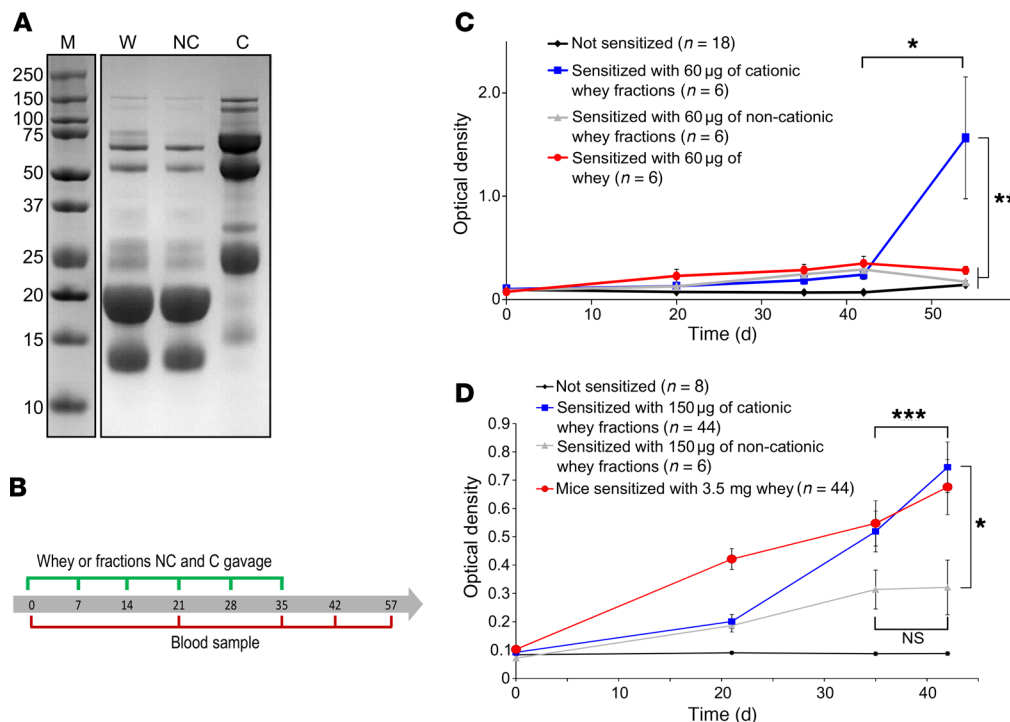 A
M W NC C
250
150
100
75
50
37
25
20
15
10
B
Whey or fractions NC and C gavage
0 7 14 21 28 35 42 57
Blood sample
C
Not sensitized (n = 18)
Sensitized with 60 µg of cationic
whey fractions (n = 6)
Sensitized with 60 µg of non-cationic
whey fractions (n = 6)
Sensitized with 60 µg of
whey (n = 6)
*
**
Optical density
2.0
1.0
0
0 10 20 30 40 50
Time (d)
D
Not sensitized (n = 8)
Sensitized with 150 µg of cationic
whey fractions (n = 44)
Sensitized with 150 µg of non-cationic
whey fractions (n = 6)
Mice sensitized with 3.5 mg whey (n = 44)
***
*
NS
Optical density
0.9
0.8
0.7
0.6
0.5
0.4
0.3
0.2
0.1
0
0 10 20 30 40
Time (d)